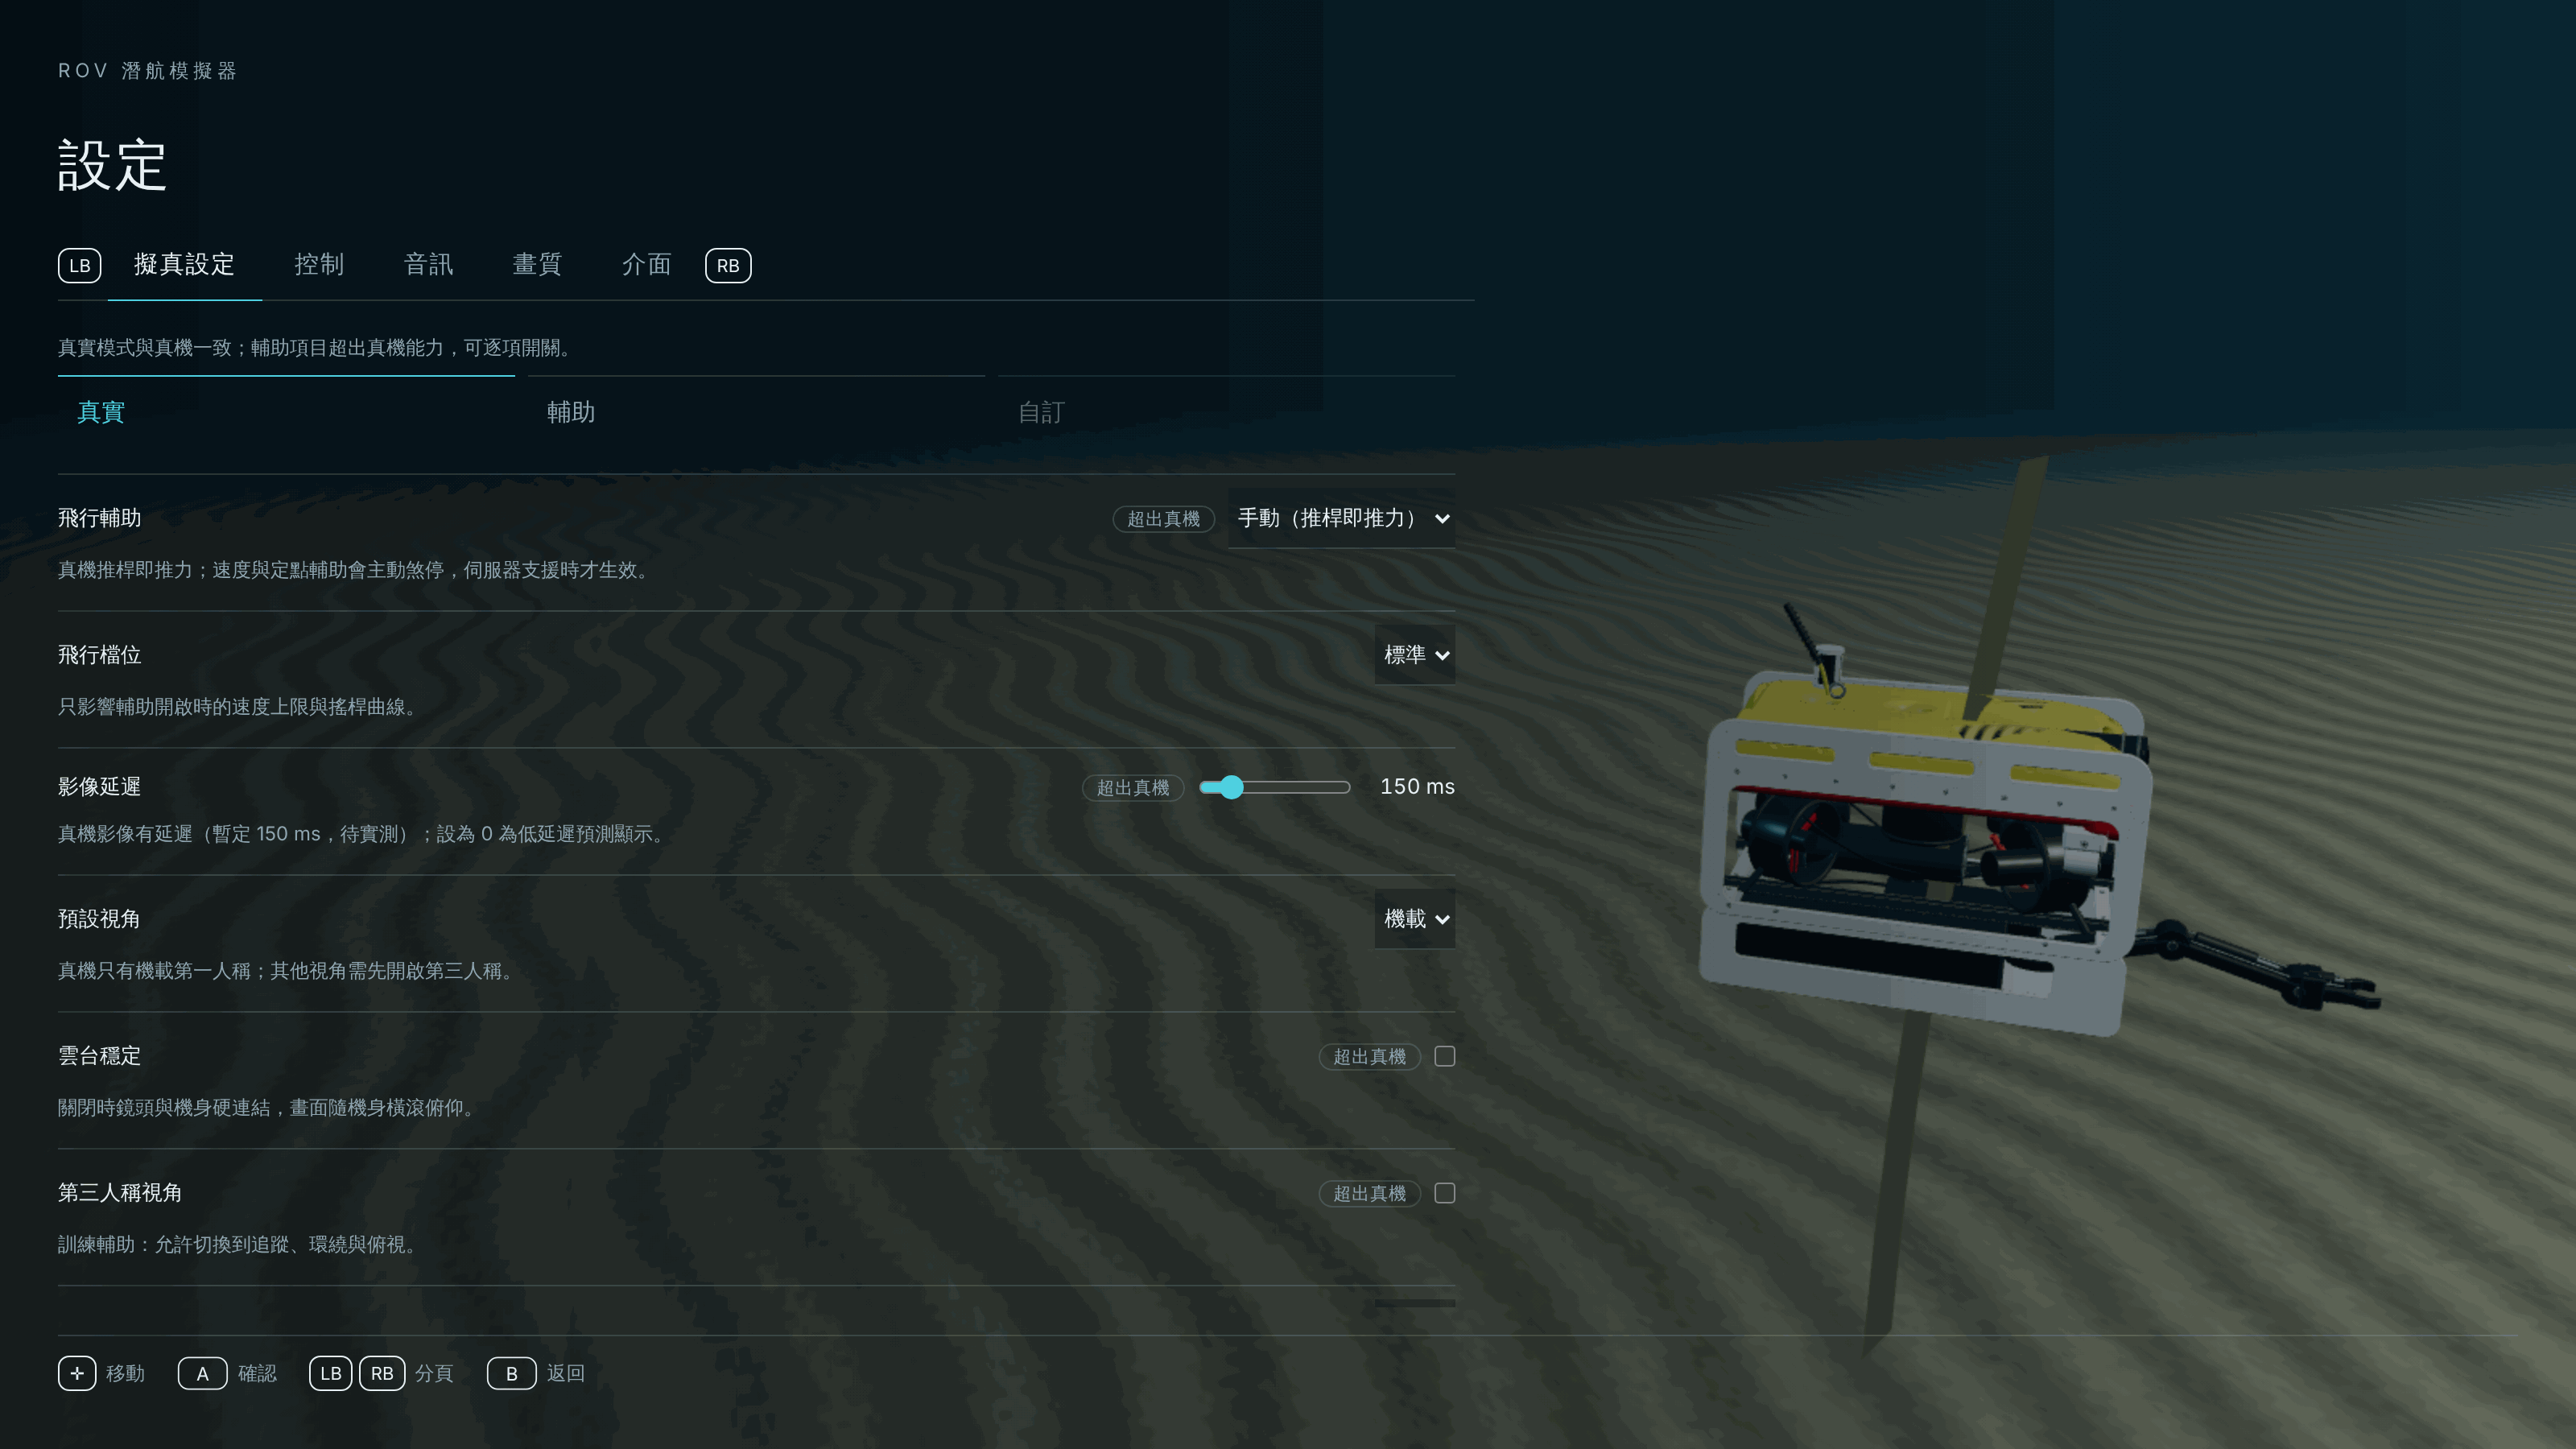 ROV 潛航模擬器
設定
LB 擬真設定 控制 音訊 畫質 介面 RB
真實模式與真機一致；輔助項目超出真機能力，可逐項開關。
真實 輔助 自訂
飛行輔助 超出真機 手動（推桿即推力）
真機推桿即推力；速度與定點輔助會主動煞停，伺服器支援時才生效。
飛行檔位 標準
只影響輔助開啟時的速度上限與搖桿曲線。
影像延遲 超出真機 150 ms
真機影像有延遲（暫定 150 ms，待實測）；設為 0 為低延遲預測顯示。
預設視角 機載
真機只有機載第一人稱；其他視角需先開啟第三人稱。
雲台穩定 超出真機
關閉時鏡頭與機身硬連結，畫面隨機身橫滾俯仰。
第三人稱視角 超出真機
訓練輔助：允許切換到追蹤、環繞與俯視。
移動 A 確認 LB RB 分頁 B 返回